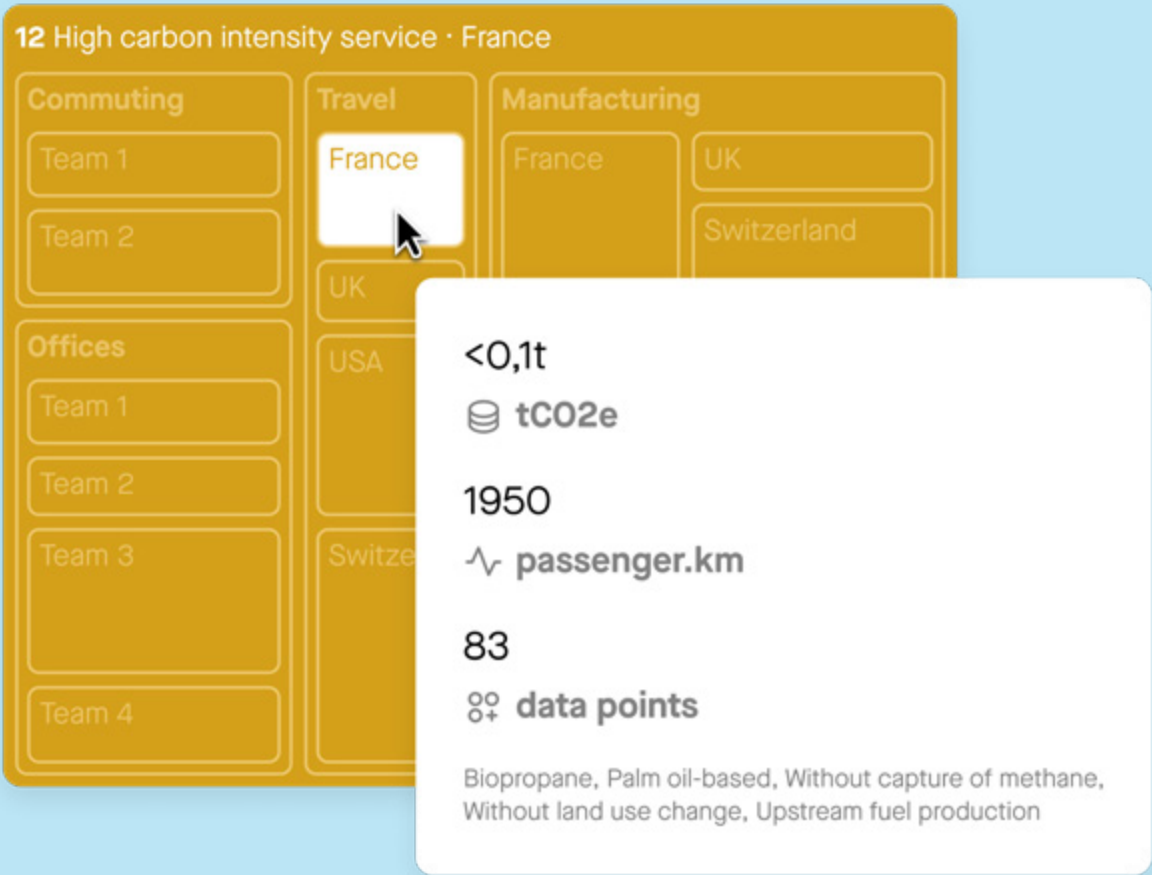 12 High carbon intensity service · France
Commuting
Team 1
Team 2
Offices
Team 1
Team 2
Team 3
Team 4
Travel
France
UK
USA
Switze
Manufacturing
France
UK
Switzerland
<0,1t
tCO2e
1950
passenger.km
83
data points
Biopropane, Palm oil-based, Without capture of methane,
Without land use change, Upstream fuel production